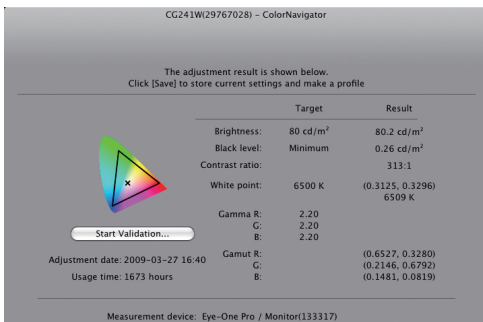 CG241W(29767028) – ColorNavigator
The adjustment result is shown below.
Click [Save] to store current settings and make a profile
Target Result
Brightness: 80 cd/m² 80.2 cd/m²
Black level: Minimum 0.26 cd/m²
Contrast ratio: 313:1
White point: 6500 K (0.3125, 0.3296)
6509 K
Gamma R: 2.20
G: 2.20
B: 2.20
Start Validation...
Adjustment date: 2009-03-27 16:40
Usage time: 1673 hours
Gamut R: (0.6527, 0.3280)
G: (0.2146, 0.6792)
B: (0.1481, 0.0819)
Measurement device: Eye-One Pro / Monitor(133317)